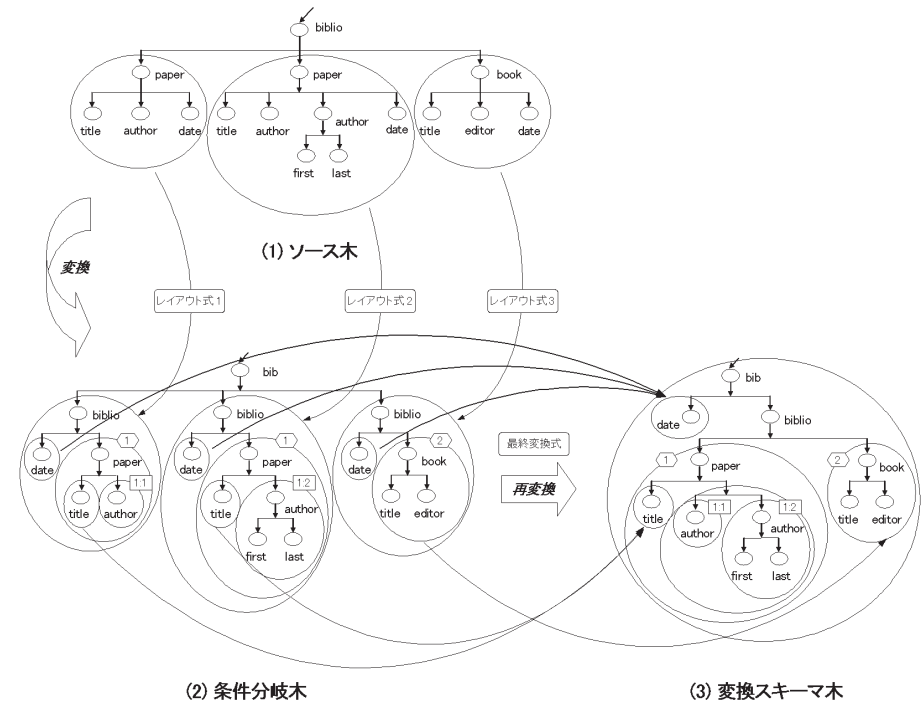 biblio
paper
paper
book
title
author
date
title
author
author
date
title
editor
date
first
last
(1) ソース木
変換
レイアウト式1
レイアウト式2
レイアウト式3
bib
biblio
biblio
biblio
date
1
paper
1:1
title
author
date
1
paper
1:2
title
author
first
last
date
2
book
title
editor
最終変換式
再変換
bib
date
biblio
1
paper
2
book
title
1:1
author
1:2
author
first
last
title
editor
(2) 条件分岐木
(3) 変換スキーマ木